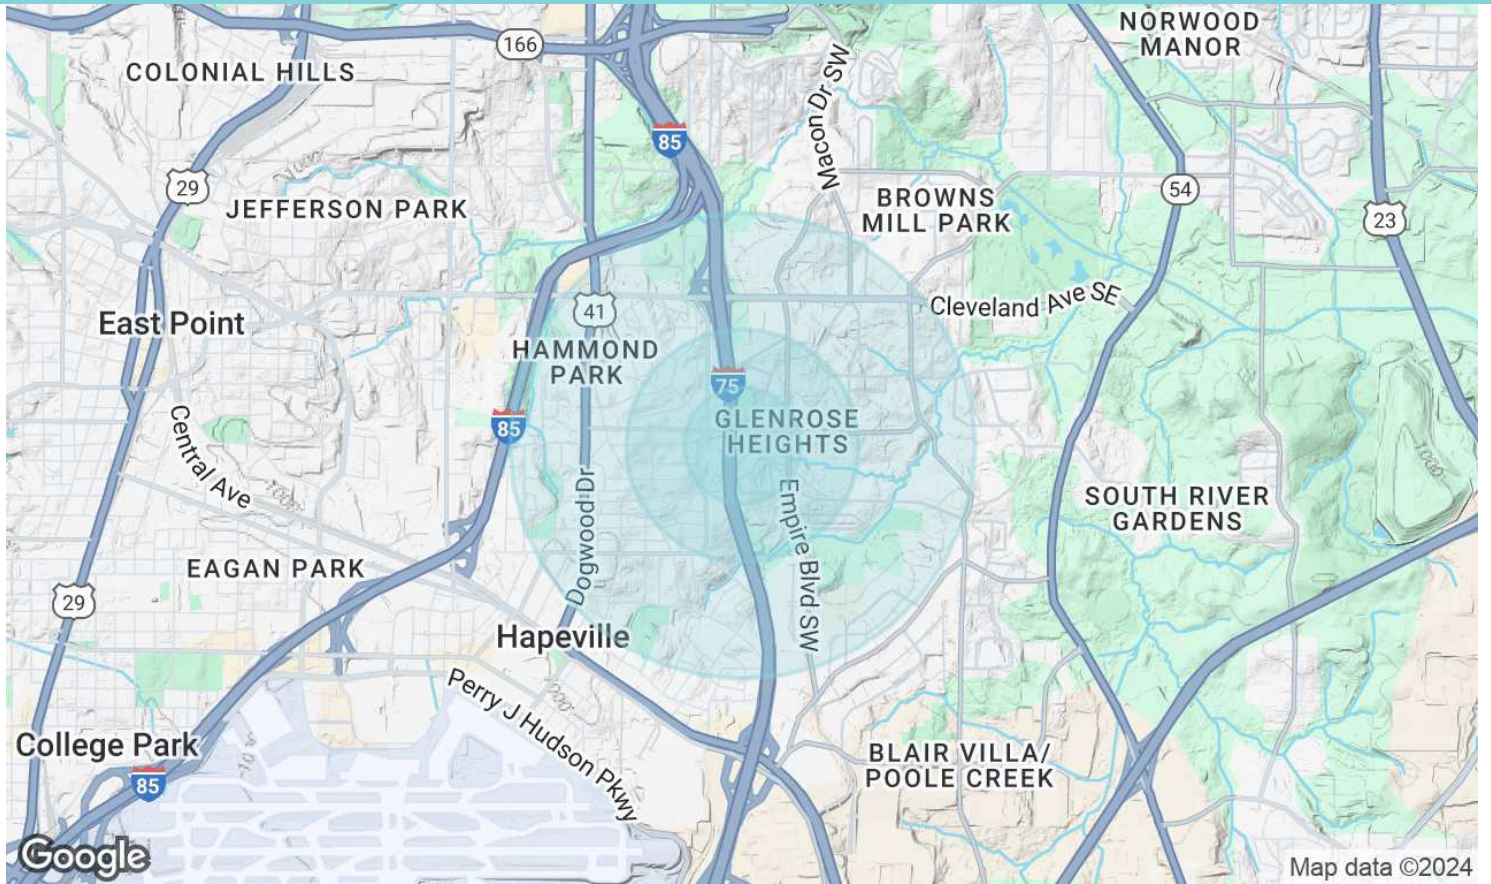 NORWOOD
MANOR
166
COLONIAL HILLS
Macon Dr SW
85
29
54
BROWNS
MILL PARK
JEFFERSON PARK
23
Cleveland Ave SE
41
East Point
HAMMOND
PARK
75
GLENROSE
HEIGHTS
85
Central Ave
1000
1000
Dogwood Dr
Empire Blvd SW
SOUTH RIVER
GARDENS
EAGAN PARK
29
Hapeville
1000
Perry J Hudson Pkwy
College Park
BLAIR VILLA/
POOLE CREEK
85
Google
Map data ©2024